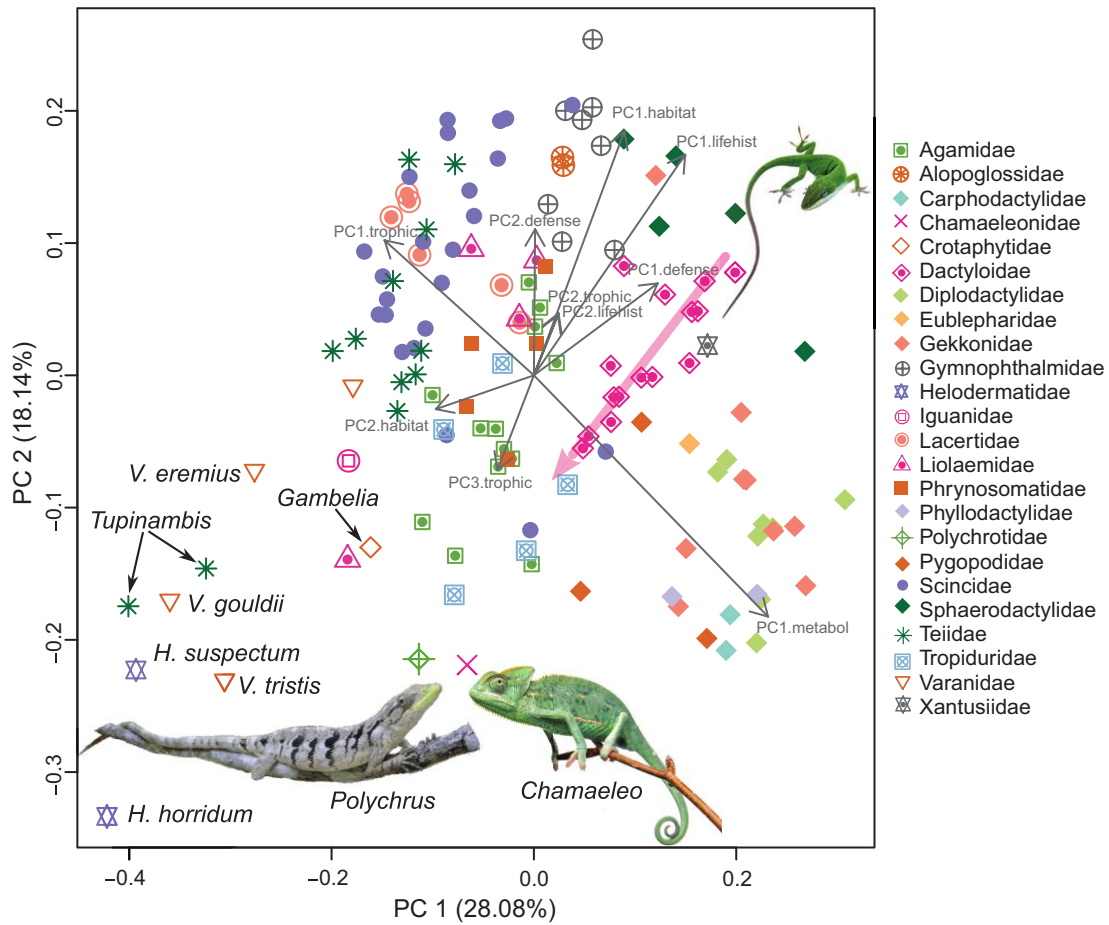 PC1.habitat
PC1.lifehist
PC2.defense
PC1.trophic
PC1.defense
PC2.trophic
PC2.lifehist
PC2.habitat
PC3.trophic
PC1.metabol
V. eremius
Gambelia
Tupinambis
V. gouldii
H. suspectum
V. tristis
Polychrus
Chamaeleo
H. horridum
0.2
0.1
0.0
−0.1
−0.2
−0.3
PC 2 (18.14%)
−0.4
−0.2
0.0
0.2
PC 1 (28.08%)
Agamidae
Alopoglossidae
Carphodactylidae
Chamaeleonidae
Crotaphytidae
Dactyloidae
Diplodactylidae
Eublepharidae
Gekkonidae
Gymnophthalmidae
Helodermatidae
Iguanidae
Lacertidae
Liolaemidae
Phrynosomatidae
Phyllodactylidae
Polychrotidae
Pygopodidae
Scincidae
Sphaerodactylidae
Teiidae
Tropiduridae
Varanidae
Xantusiidae